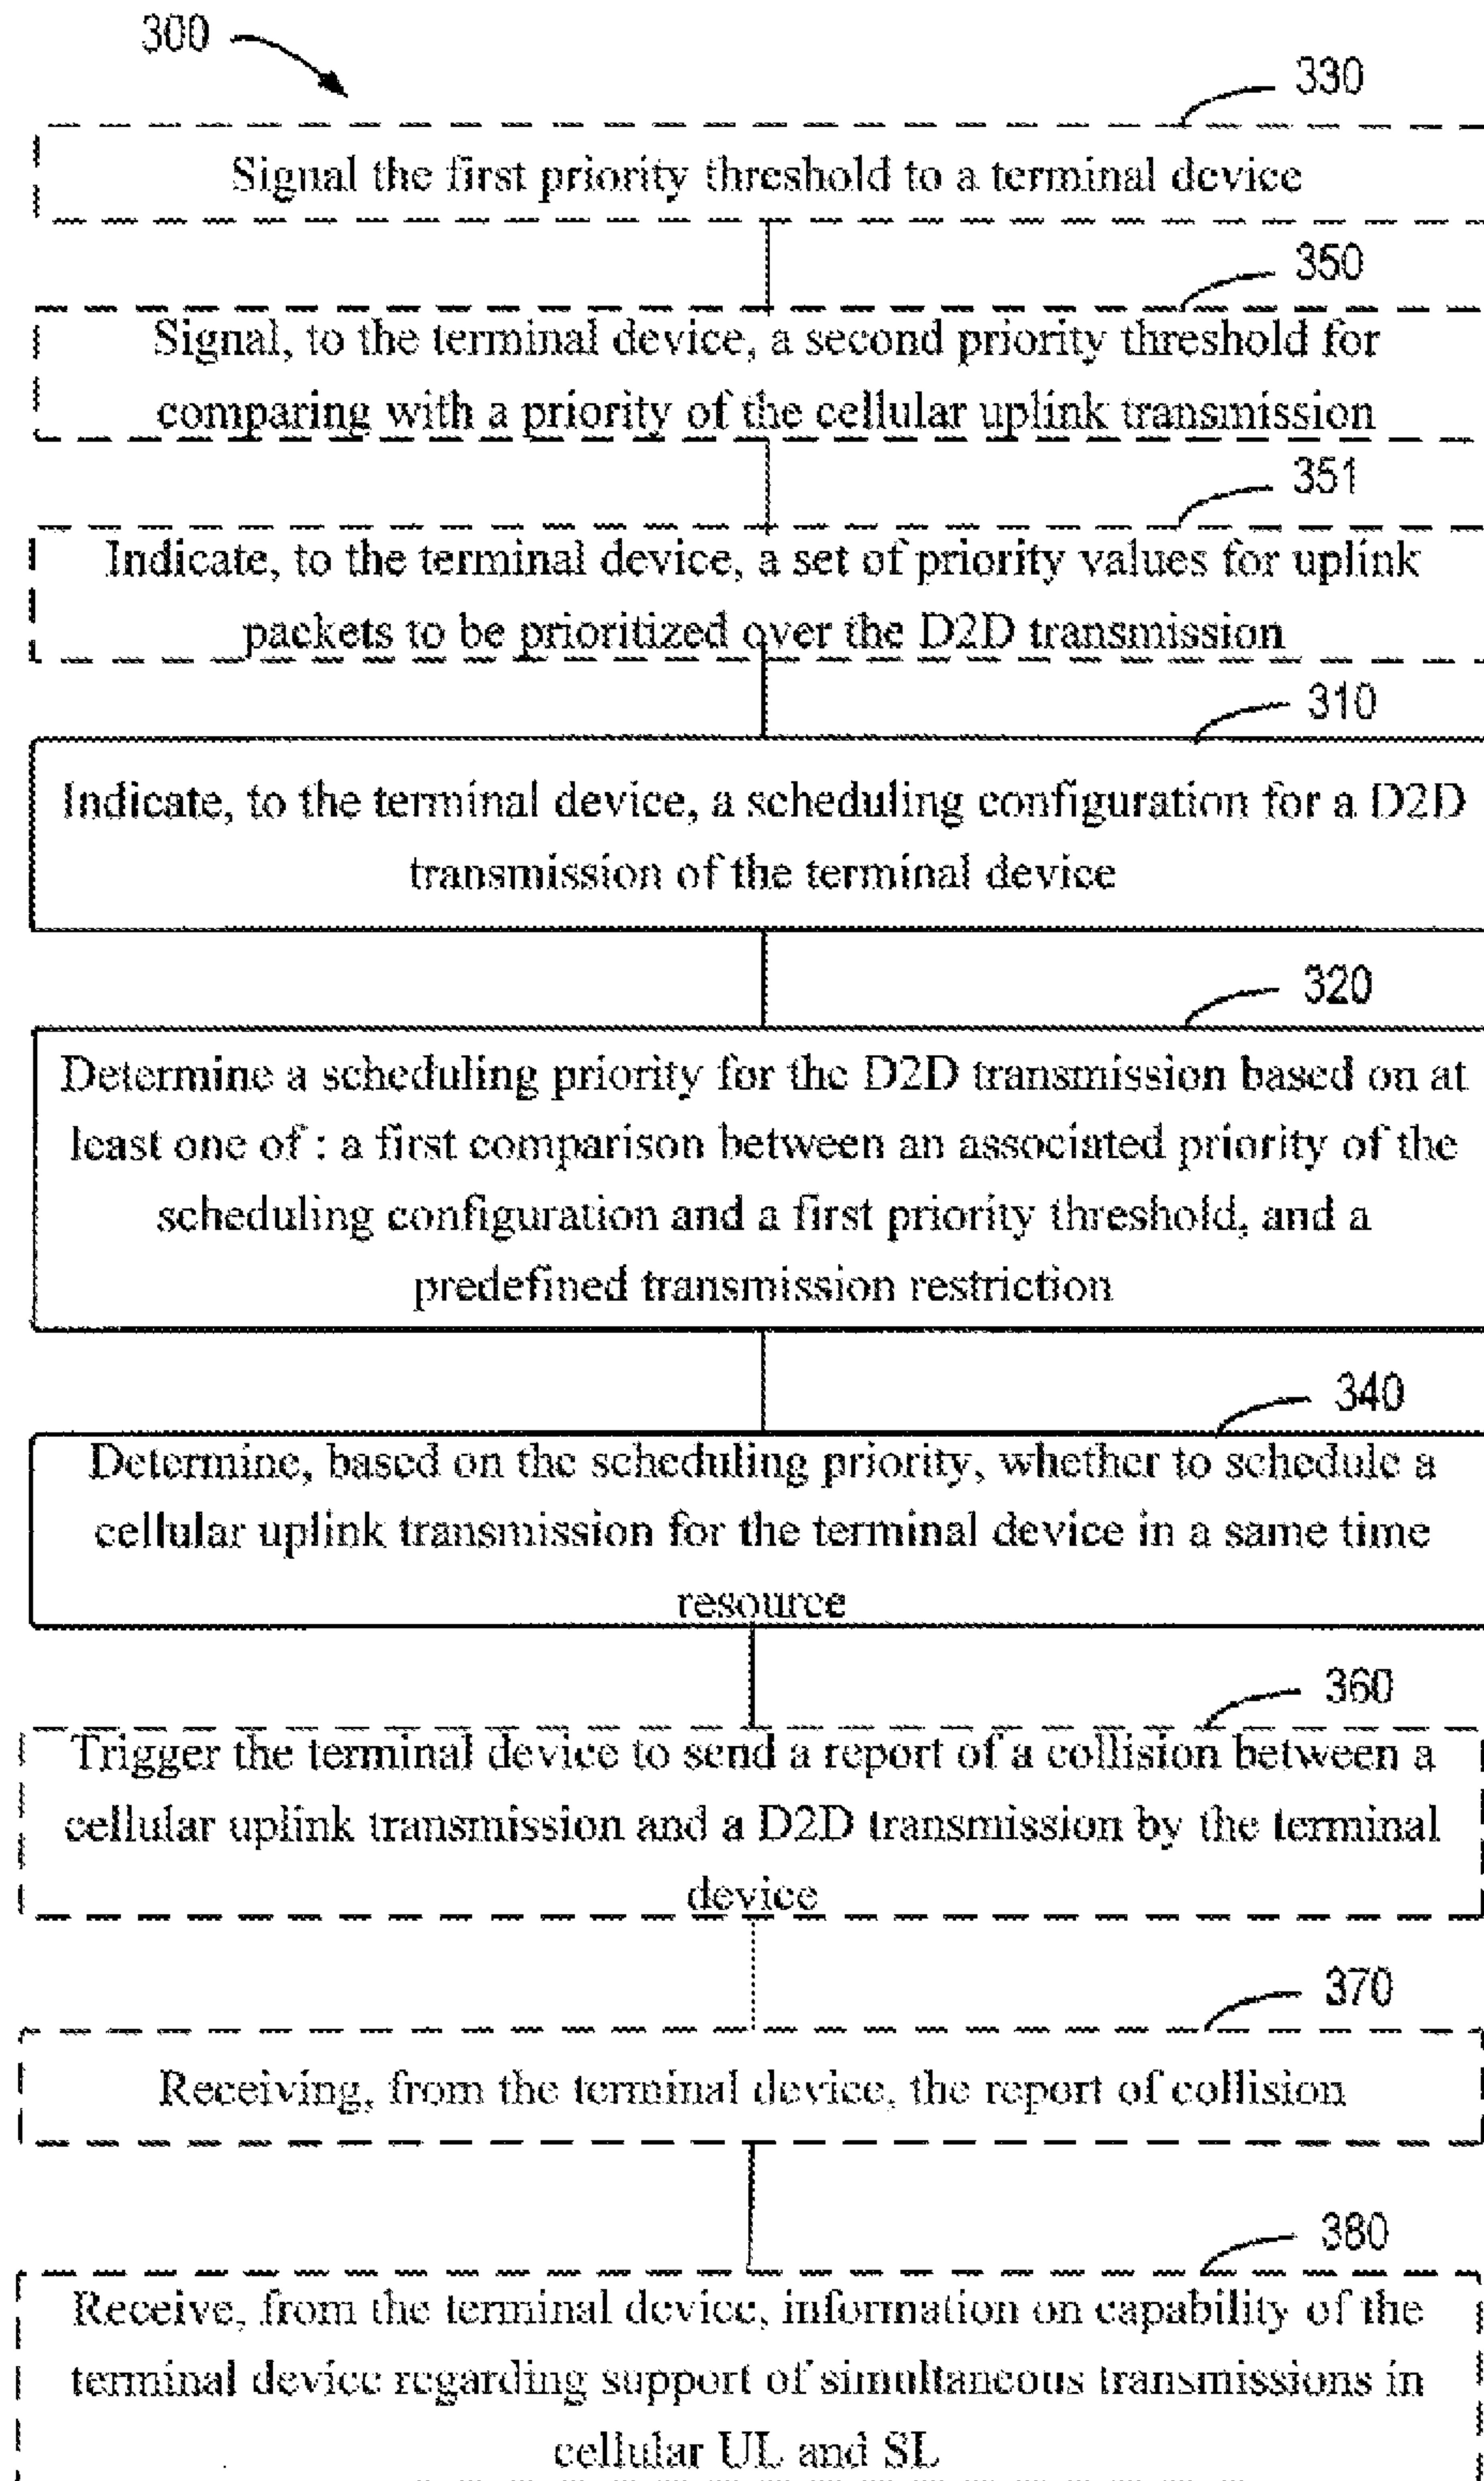 300
330
Signal the first priority threshold to a terminal device
350
Signal, to the terminal device, a second priority threshold for
comparing with a priority of the cellular uplink transmission
351
Indicate, to the terminal device, a set of priority values for uplink
packets to be prioritized over the D2D transmission
310
Indicate, to the terminal device, a scheduling configuration for a D2D
transmission of the terminal device
320
Determine a scheduling priority for the D2D transmission based on at
least one of : a first comparison between an associated priority of the
scheduling configuration and a first priority threshold, and a
predefined transmission restriction
340
Determine, based on the scheduling priority, whether to schedule a
cellular uplink transmission for the terminal device in a same time
resource
360
Trigger the terminal device to send a report of a collision between a
cellular uplink transmission and a D2D transmission by the terminal
device
370
Receiving, from the terminal device, the report of collision
380
Receive, from the terminal device, information on capability of the
terminal device regarding support of simultaneous transmissions in
cellular UL and SL